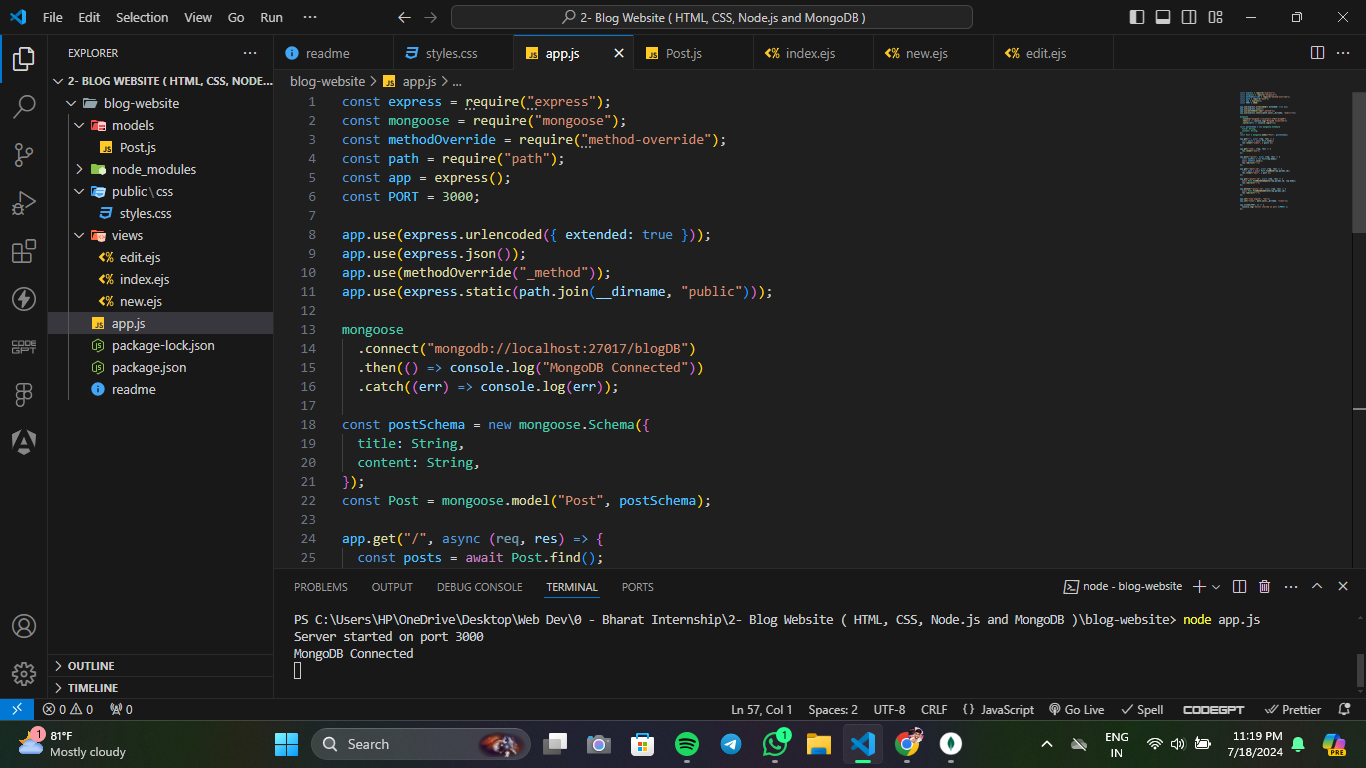 File Edit Selection View Go Run ···
2- Blog Website ( HTML, CSS, Node.js and MongoDB )
EXPLORER ···
readme
styles.css
JS app.js
JS Post.js
<%> index.ejs
<%> new.ejs
<%> edit.ejs
2- BLOG WEBSITE ( HTML, CSS, NODE...
blog-website
models
JS Post.js
node_modules
public\css
styles.css
views
<%> edit.ejs
<%> index.ejs
<%> new.ejs
JS app.js
package-lock.json
package.json
readme
OUTLINE
TIMELINE
CODE
GPT
blog-website > JS app.js > ...
1 const express = require("express");
2 const mongoose = require("mongoose");
3 const methodOverride = require("method-override");
4 const path = require("path");
5 const app = express();
6 const PORT = 3000;
7
8 app.use(express.urlencoded({ extended: true }));
9 app.use(express.json());
10 app.use(methodOverride("_method"));
11 app.use(express.static(path.join(__dirname, "public")));
12
13 mongoose
14 .connect("mongodb://localhost:27017/blogDB")
15 .then(() => console.log("MongoDB Connected"))
16 .catch((err) => console.log(err));
17
18 const postSchema = new mongoose.Schema({
19 title: String,
20 content: String,
21 });
22 const Post = mongoose.model("Post", postSchema);
23
24 app.get("/", async (req, res) => {
25 const posts = await Post.find();
PROBLEMS OUTPUT DEBUG CONSOLE TERMINAL PORTS
node - blog-website
PS C:\Users\HP\OneDrive\Desktop\Web Dev\0 - Bharat Internship\2- Blog Website ( HTML, CSS, Node.js and MongoDB )\blog-website> node app.js
Server started on port 3000
MongoDB Connected
0 0 0
Ln 57, Col 1 Spaces: 2 UTF-8 CRLF {} JavaScript Go Live Spell CODEGPT Prettier
1
81°F
Mostly cloudy
Search
1
ENG
IN
11:19 PM
7/18/2024
PRE